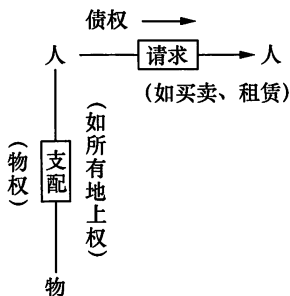 债权
人
请求
人
(如买卖、租赁)
(物权)
支配
(如所有地上权)
物